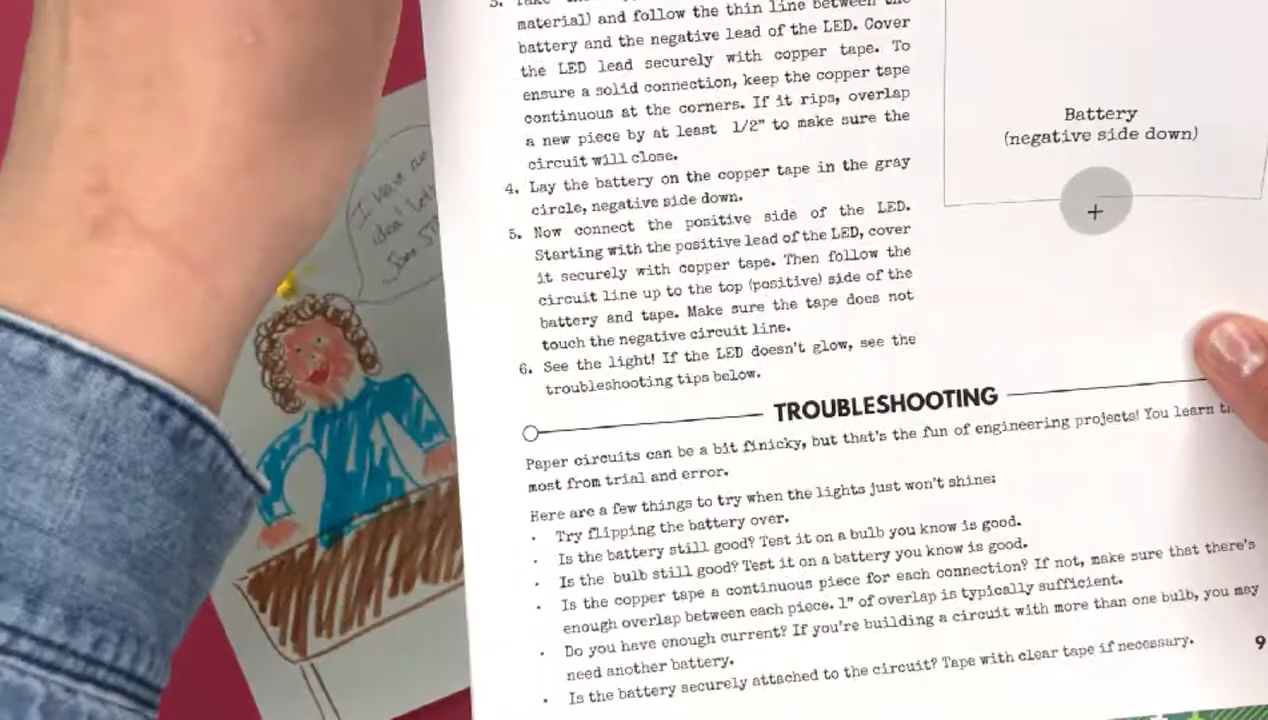 material) and follow the thin line between the
battery and the negative lead of the LED. Cover
the LED lead securely with copper tape. To
ensure a solid connection, keep the copper tape
continuous at the corners. If it rips, overlap
a new piece by at least 1/2" to make sure the
circuit will close.
4. Lay the battery on the copper tape in the gray
circle, negative side down.
5. Now connect the positive side of the LED.
Starting with the positive lead of the LED, cover
it securely with copper tape. Then follow the
circuit line up to the top (positive) side of the
battery and tape. Make sure the tape does not
touch the negative circuit line.
6. See the light! If the LED doesn't glow, see the
troubleshooting tips below.
Battery
(negative side down)
+
TROUBLESHOOTING
Paper circuits can be a bit finicky, but that's the fun of engineering projects! You learn
most from trial and error.
Here are a few things to try when the lights just won't shine:
· Try flipping the battery over.
· Is the battery still good? Test it on a bulb you know is good.
· Is the bulb still good? Test it on a battery you know is good.
· Is the copper tape a continuous piece for each connection? If not, make sure that there's
enough overlap between each piece. 1" of overlap is typically sufficient.
· Do you have enough current? If you're building a circuit with more than one bulb, you may
need another battery.
· Is the battery securely attached to the circuit? Tape with clear tape if necessary.
9
I have
idea!
Some